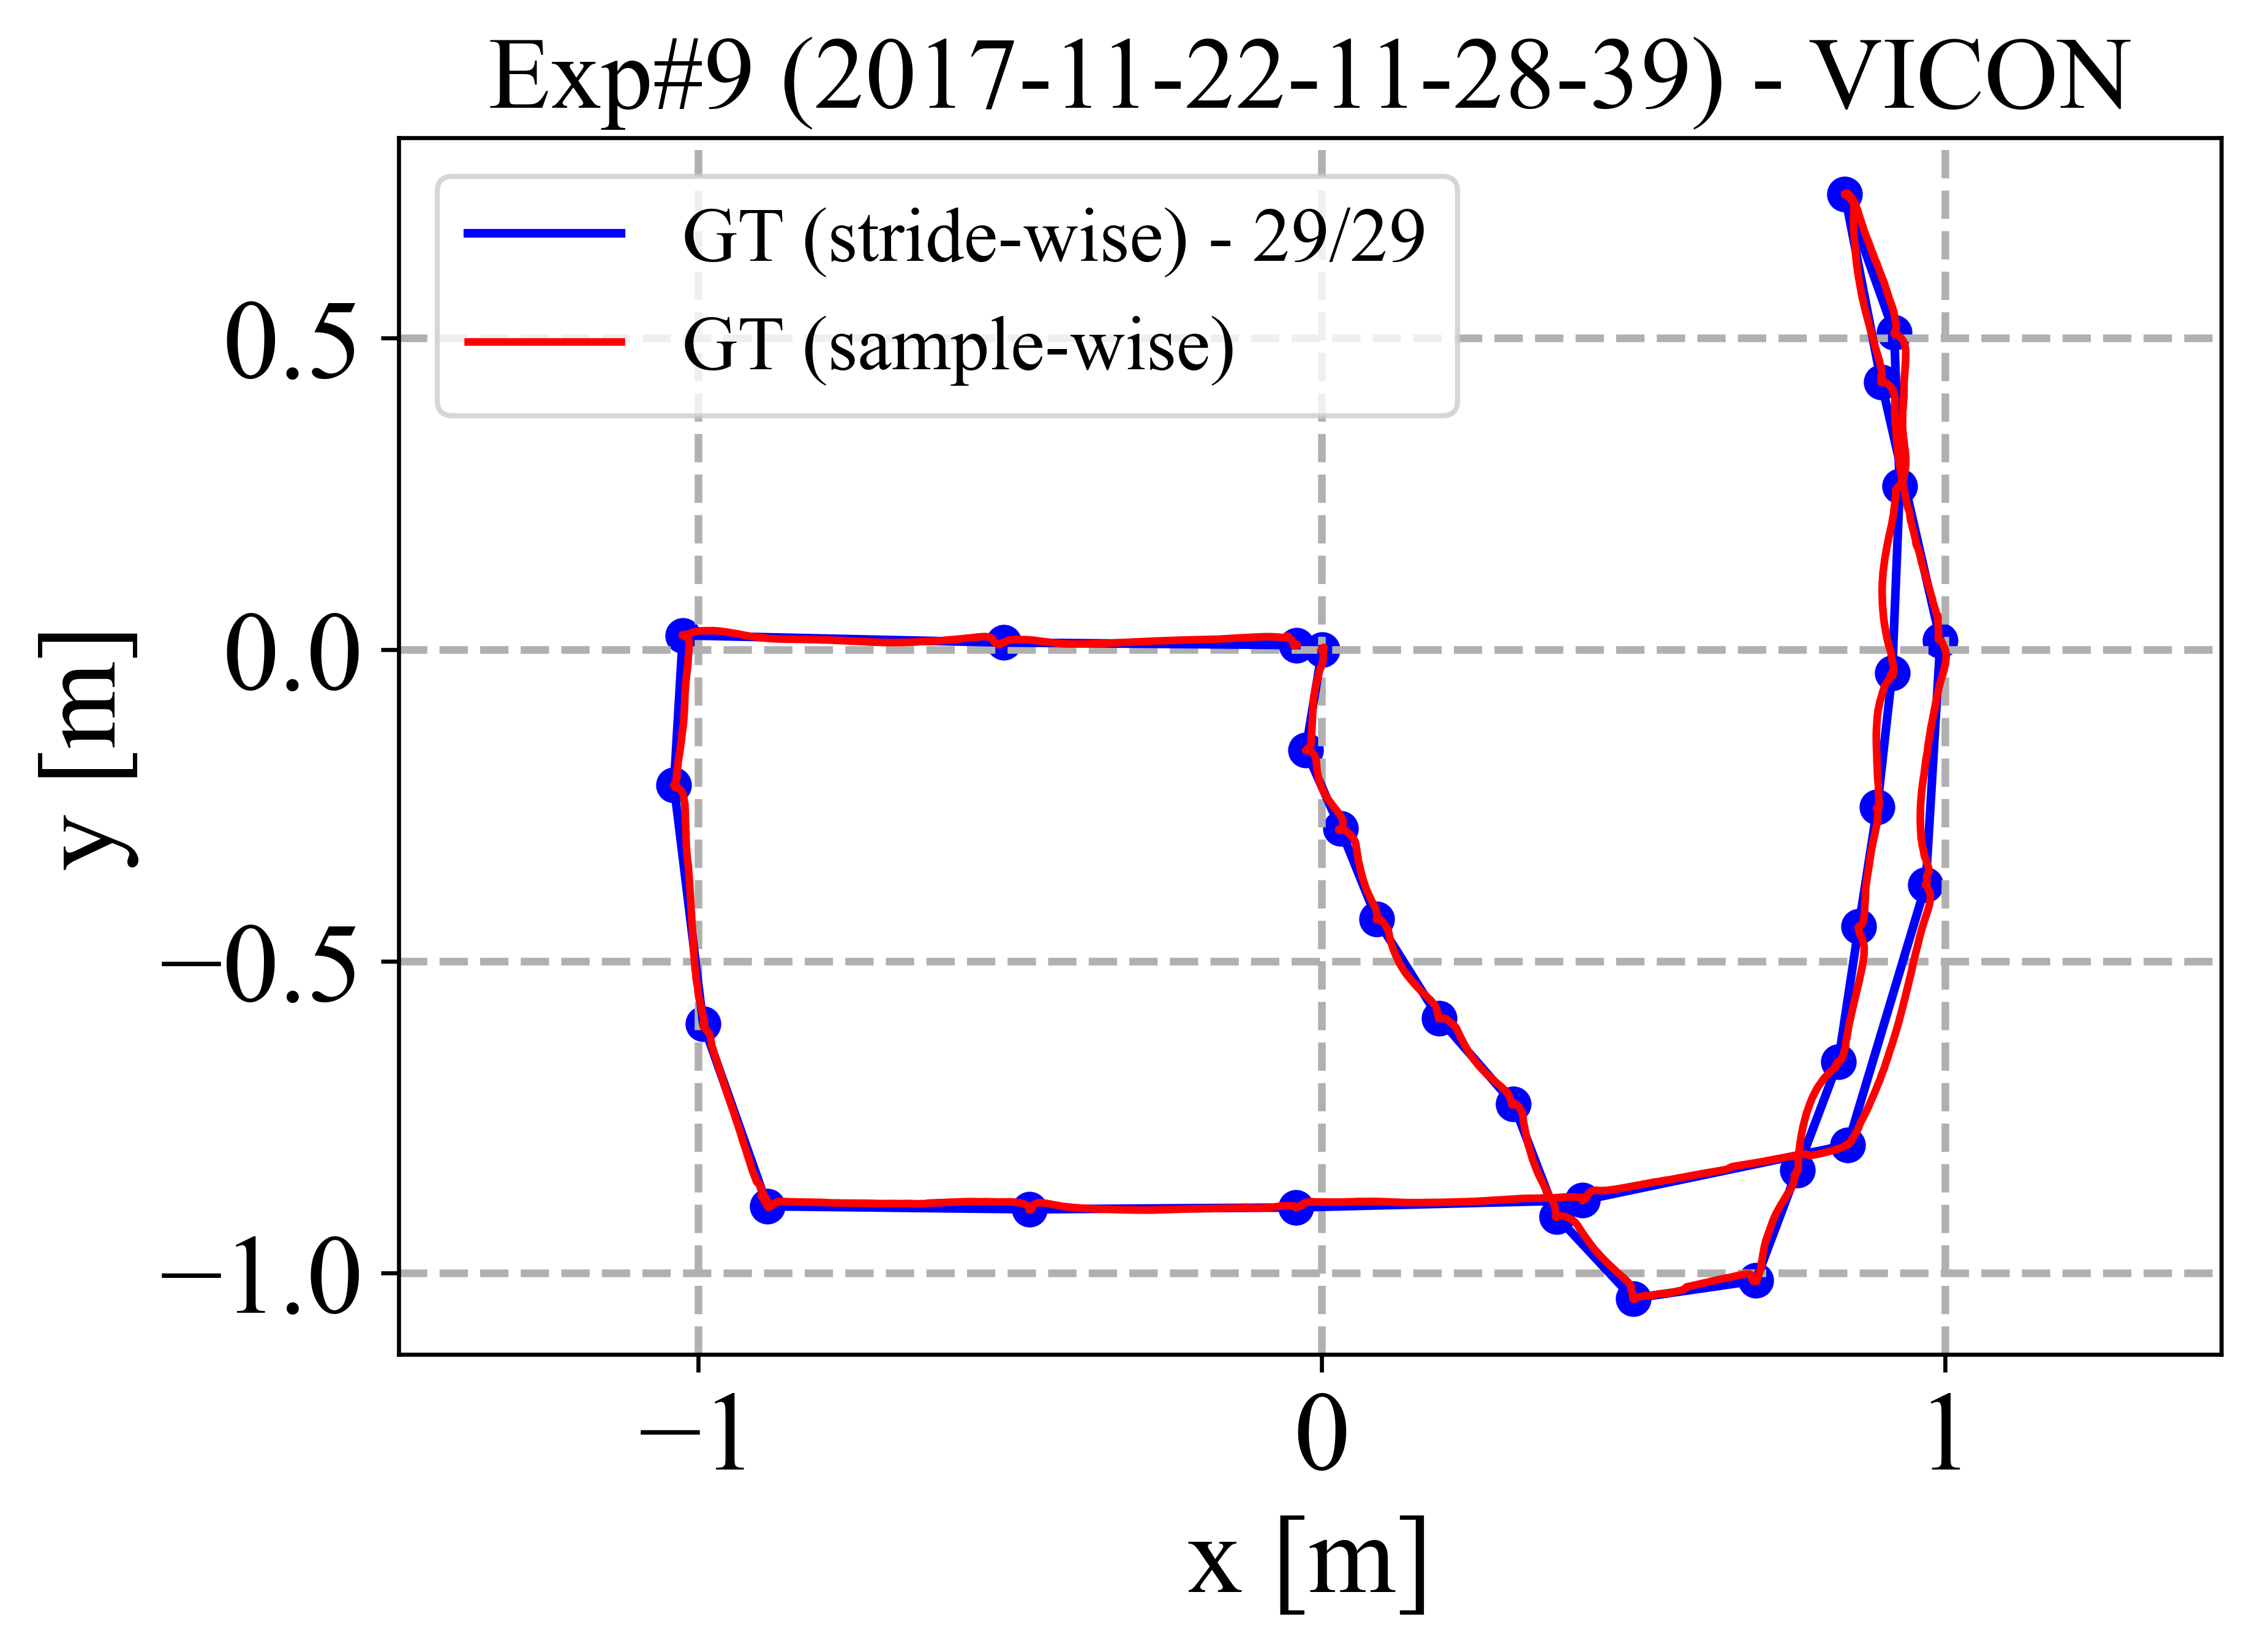 Exp#9 (2017-11-22-11-28-39) - VICON
GT (stride-wise) - 29/29
GT (sample-wise)
0.5
0.0
−0.5
−1.0
y [m]
−1
0
1
x [m]